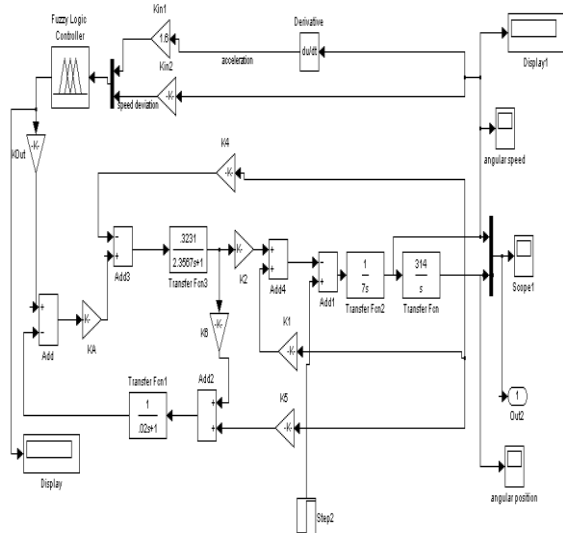 Fuzzy Logic
Controller
Kin1
1.6
Kin2
-K-
acceleration
speed deviation
Derivative
du/dt
Display1
angular speed
KOut
-K-
K4
-K-
Add3
.3231
2.3567s+1
Transfer Fcn3
K-
K2
Add4
Add1
1
7s
Transfer Fcn2
314
s
Transfer Fcn
Scope1
Add
K-
KA
K6
-K-
K1
-K-
Transfer Fcn1
1
.02s+1
Add2
K5
-K-
1
Out2
Display
Step2
angular position